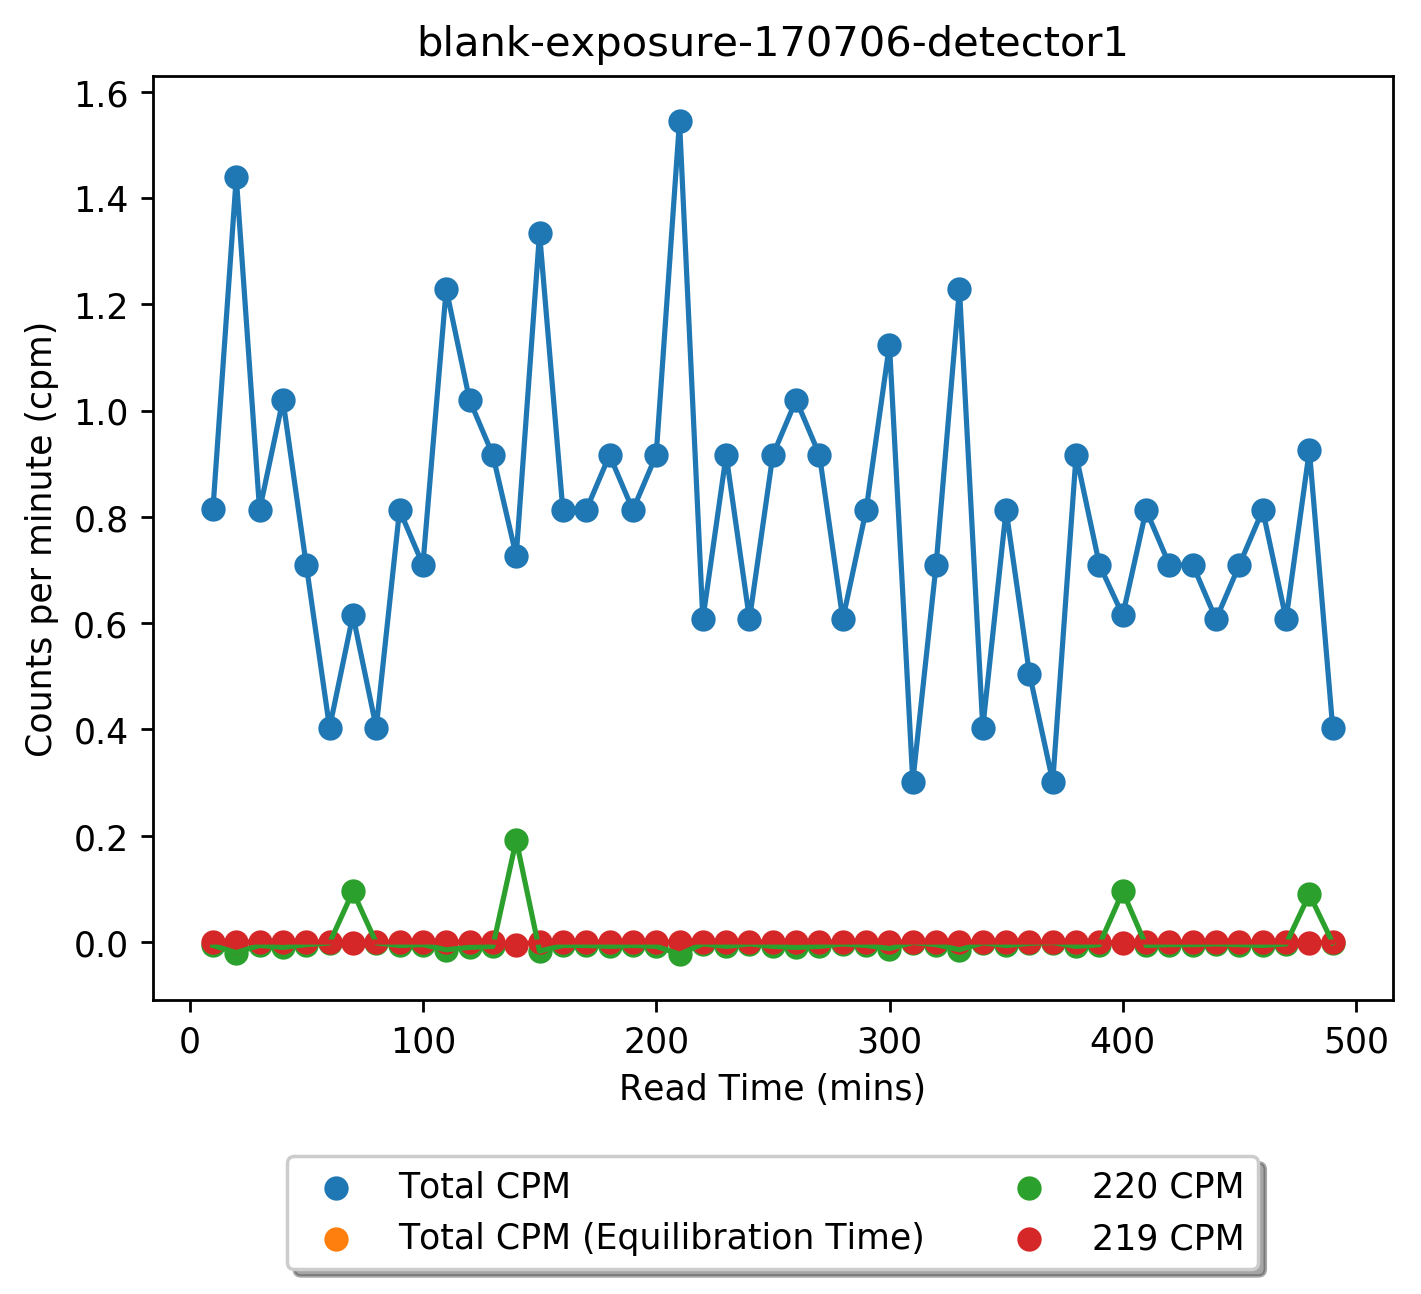 blank-exposure-170706-detector1
1.6
1.4
1.2
1.0
0.8
0.6
0.4
0.2
0.0
Counts per minute (cpm)
0 100 200 300 400 500
Read Time (mins)
Total CPM
Total CPM (Equilibration Time)
220 CPM
219 CPM